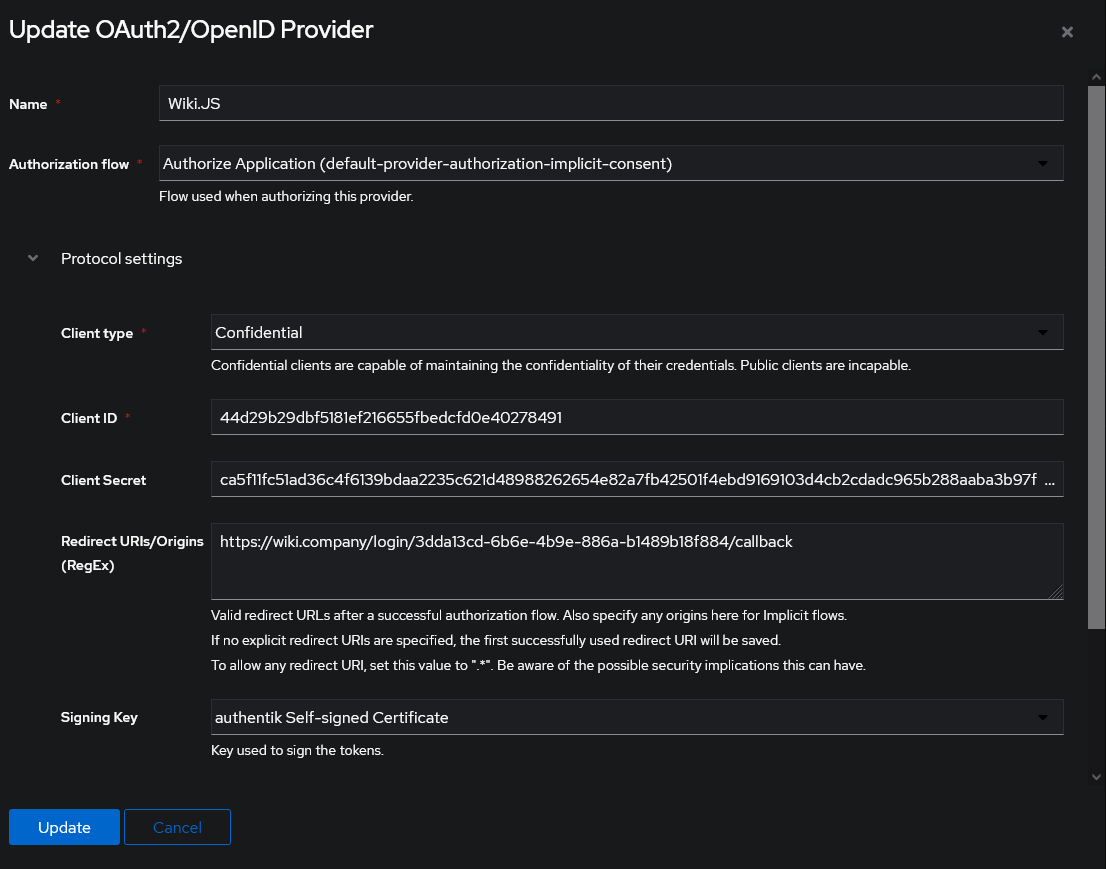 Update OAuth2/OpenID Provider
Name *
Wiki.JS
Authorization flow *
Authorize Application (default-provider-authorization-implicit-consent)
Flow used when authorizing this provider.
Protocol settings
Client type *
Confidential
Confidential clients are capable of maintaining the confidentiality of their credentials. Public clients are incapable.
Client ID *
44d29b29dbf5181ef216655fbedcfd0e40278491
Client Secret
ca5f11fc51ad36c4f6139bdaa2235c621d48988262654e82a7fb42501f4ebd9169103d4cb2cdadc965b288aaba3b97f ...
Redirect URIs/Origins
(RegEx)
https://wiki.company/login/3dda13cd-6b6e-4b9e-886a-b1489b18f884/callback
Valid redirect URLs after a successful authorization flow. Also specify any origins here for Implicit flows.
If no explicit redirect URIs are specified, the first successfully used redirect URI will be saved.
To allow any redirect URI, set this value to ".*". Be aware of the possible security implications this can have.
Signing Key
authentik Self-signed Certificate
Key used to sign the tokens.
Update
Cancel